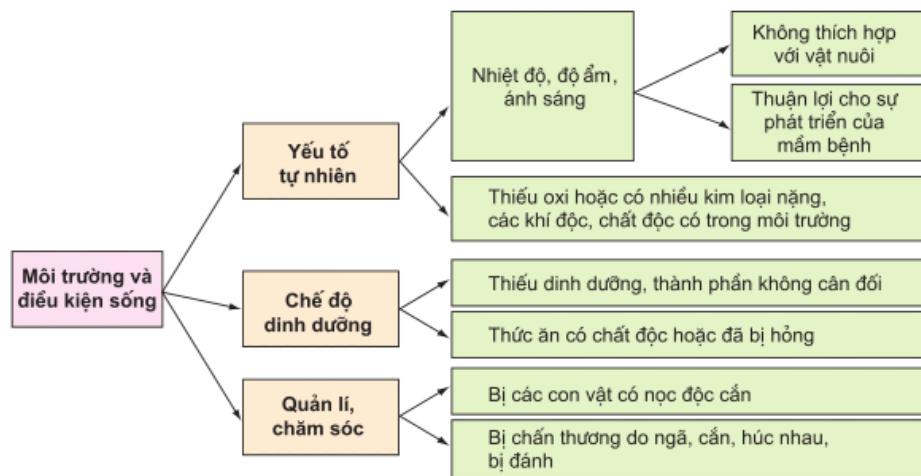 Môi trường và
điều kiện sống
Yếu tố
tự nhiên
Nhiệt độ, độ ẩm,
ánh sáng
Không thích hợp
với vật nuôi
Thuận lợi cho sự
phát triển của
mầm bệnh
Thiếu oxi hoặc có nhiều kim loại nặng,
các khí độc, chất độc có trong môi trường
Chế độ
dinh dưỡng
Thiếu dinh dưỡng, thành phần không cân đối
Thức ăn có chất độc hoặc đã bị hỏng
Quản lí,
chăm sóc
Bị các con vật có nọc độc cắn
Bị chấn thương do ngã, cắn, húc nhau,
bị đánh